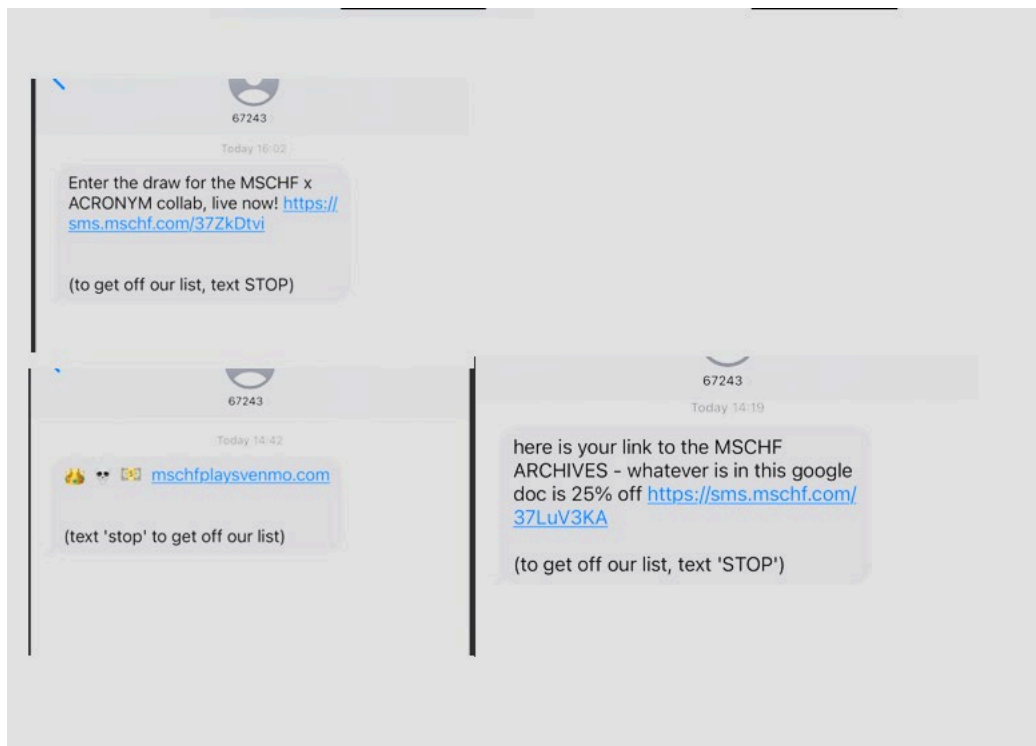 67243
Today 16:02
Enter the draw for the MSCHF x
ACRONYM collab, live now! https://
sms.mschf.com/37ZkDtvi
(to get off our list, text STOP)
67243
Today 14:42
mschfplaysvenmo.com
(text 'stop' to get off our list)
67243
Today 14:19
here is your link to the MSCHF
ARCHIVES - whatever is in this google
doc is 25% off https://sms.mschf.com/
37LuV3KA
(to get off our list, text 'STOP')